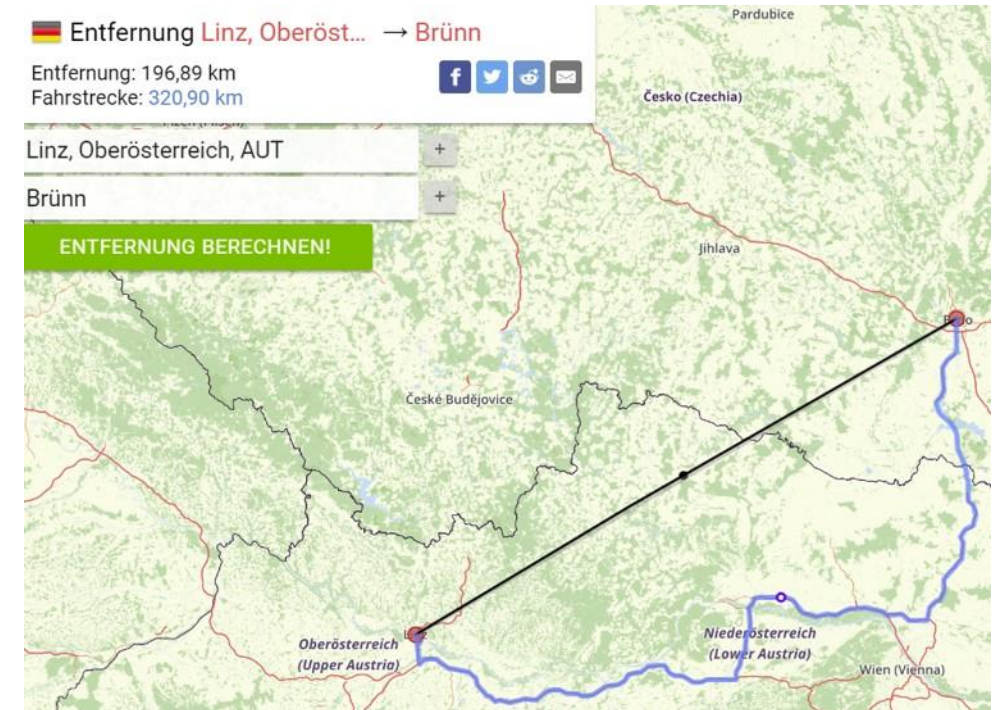 Entfernung Linz, Oberöst... → Brünn
Entfernung: 196,89 km
Fahrstrecke: 320,90 km
Linz, Oberösterreich, AUT
+
Brünn
+
ENTFERNUNG BERECHNEN!
Pardubice
Česko (Czechia)
Jihlava
České Budějovice
Oberösterreich
(Upper Austria)
Niederösterreich
(Lower Austria)
Wien (Vienna)